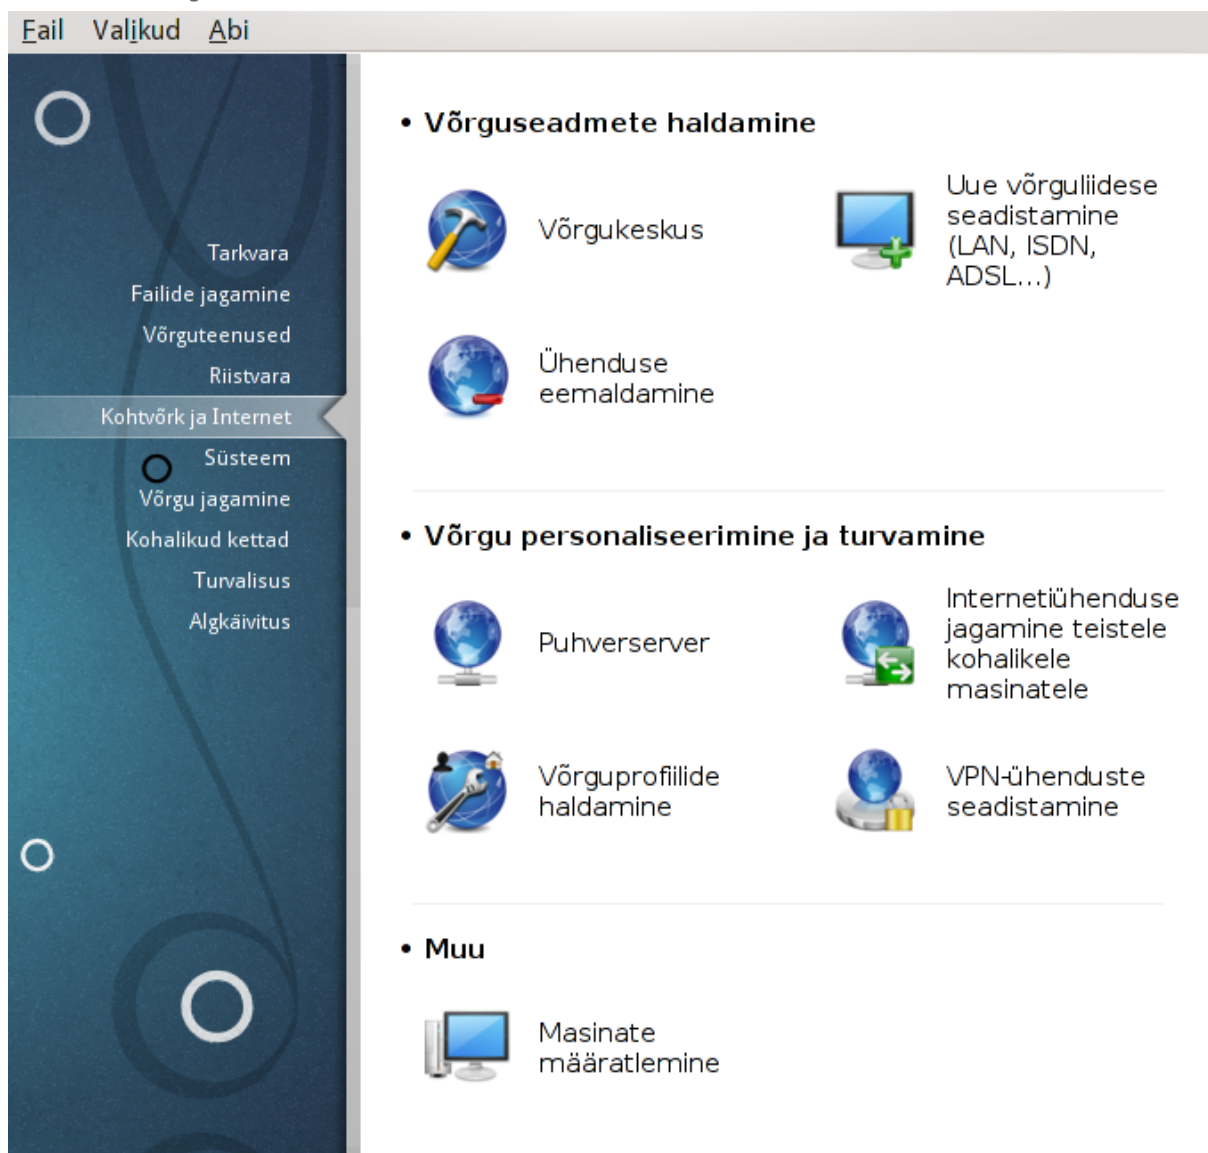 Fail Valikud Abi
Tarkvara
Failide jagamine
Võrguteenused
Riistvara
Kohtvõrk ja Internet
Süsteem
Võrgu jagamine
Kohalikud kettad
Turvalisus
Algkäivitus
• Võrguseadmete haldamine
Võrgukeskus
Uue võrguliidese
seadistamine
(LAN, ISDN,
ADSL...)
Ühenduse
eemaldamine
• Võrgu personaliseerimine ja turvamine
Puhverserver
Internetiühenduse
jagamine teistele
kohalikele
masinatele
Võrguprofiilide
haldamine
VPN-ühenduste
seadistamine
• Muu
Masinate
määratlemine